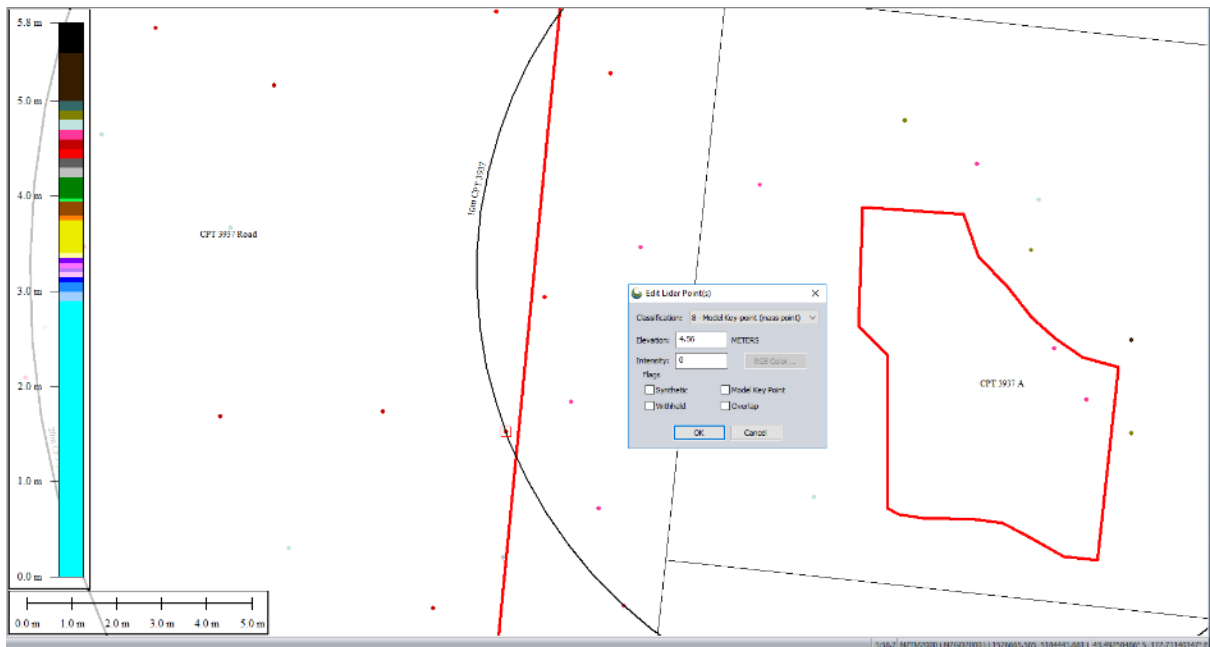 5.8 m
5.0 m
4.0 m
3.0 m
2.0 m
1.0 m
0.0 m
0.0 m 1.0 m 2.0 m 3.0 m 4.0 m 5.0 m
CPT 3937 Road
10m CPT 3937
CPT 3937 A
Edit Lidar Point(s)
Classification: 8 - Model Key-point (mass point)
Elevation: 4.56 METERS
Intensity: 0 RGB Color...
Flags
Synthetic Model Key Point
Withheld Overlap
OK Cancel